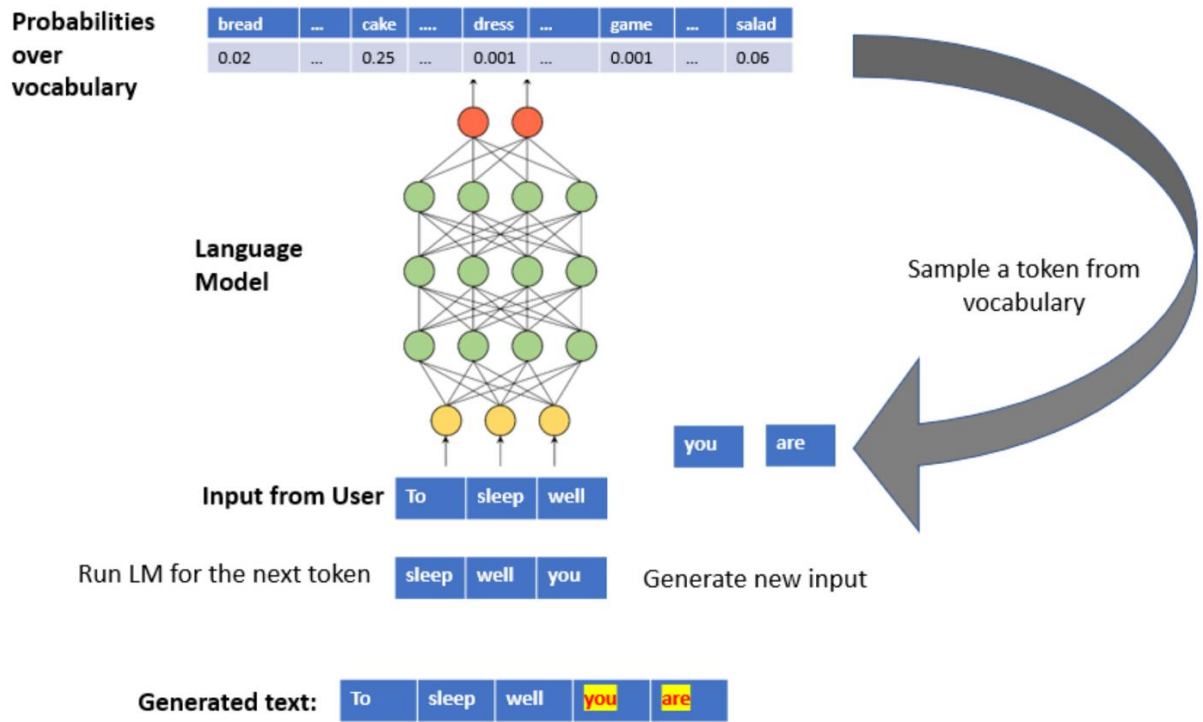 Probabilities
over
vocabulary
bread ... cake .... dress ... game ... salad
0.02 ... 0.25 ... 0.001 ... 0.001 ... 0.06
Language
Model
Sample a token from
vocabulary
you are
Input from User To sleep well
Run LM for the next token sleep well you Generate new input
Generated text: To sleep well you are